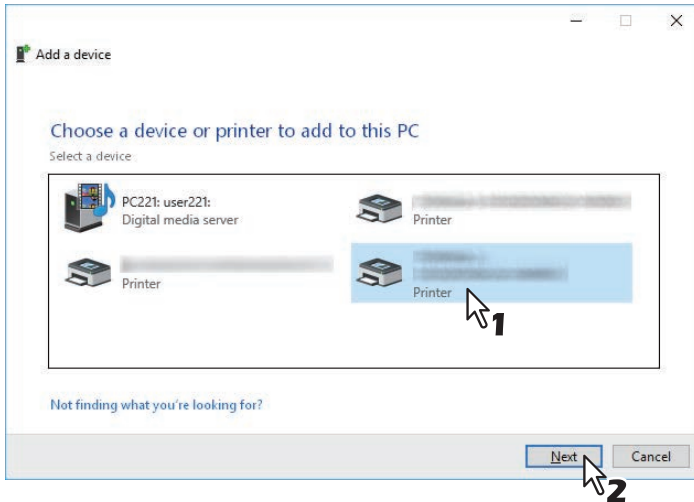 Add a device
Choose a device or printer to add to this PC
Select a device
PC221: user221:
Digital media server
Printer
Printer
Printer
1
Not finding what you're looking for?
Next
Cancel
2